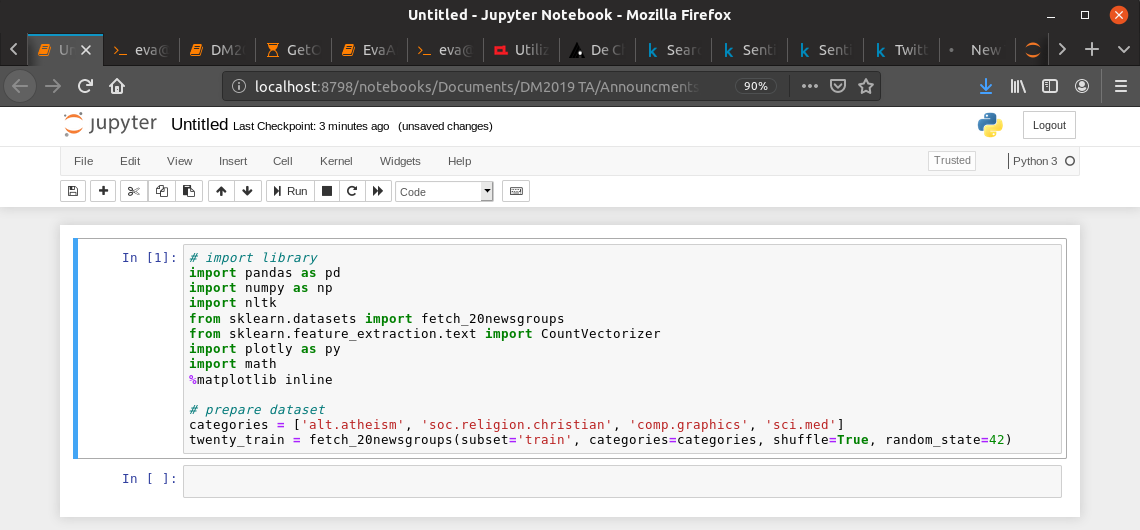 Untitled - Jupyter Notebook - Mozilla Firefox
eva@ DM2 GetC EvaA eva@ Utiliz De C Sear Senti Senti Twitt New
localhost:8798/notebooks/Documents/DM2019 TA/Announcments 90%
jupyter Untitled Last Checkpoint: 3 minutes ago (unsaved changes) Logout
File Edit View Insert Cell Kernel Widgets Help Trusted Python 3
Run Code
In [1]:
# import library
import pandas as pd
import numpy as np
import nltk
from sklearn.datasets import fetch_20newsgroups
from sklearn.feature_extraction.text import CountVectorizer
import plotly as py
import math
%matplotlib inline
# prepare dataset
categories = ['alt.atheism', 'soc.religion.christian', 'comp.graphics', 'sci.med']
twenty_train = fetch_20newsgroups(subset='train', categories=categories, shuffle=True, random_state=42)
In [ ]: